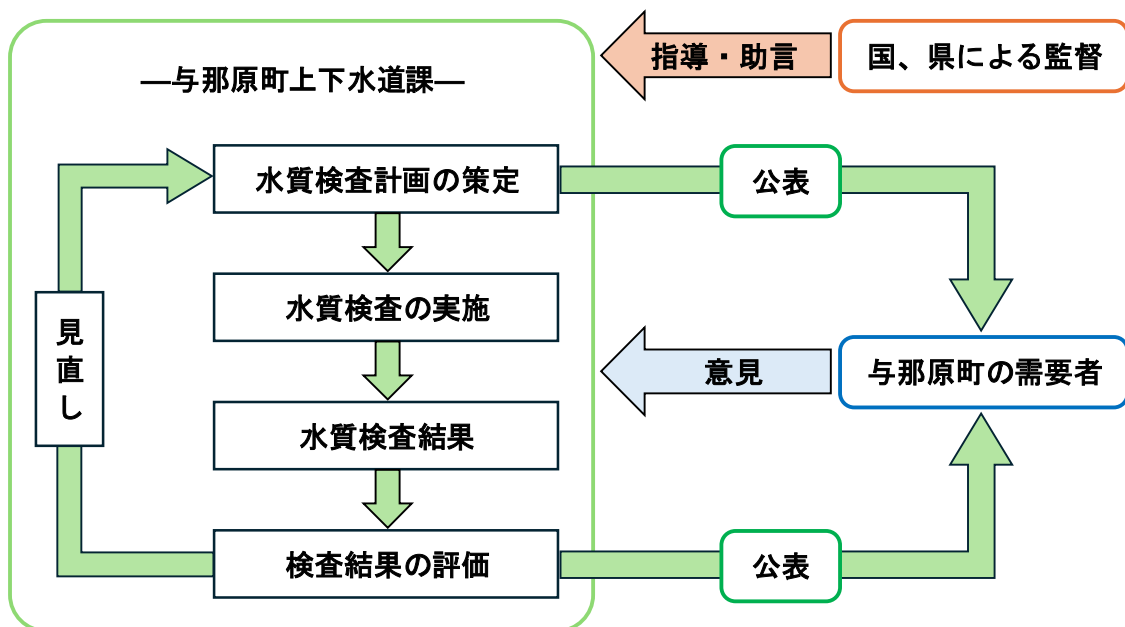 指導・助言
国、県による監督
―与那原町上下水道課―
水質検査計画の策定
公表
水質検査の実施
見直し
意見
与那原町の需要者
水質検査結果
検査結果の評価
公表